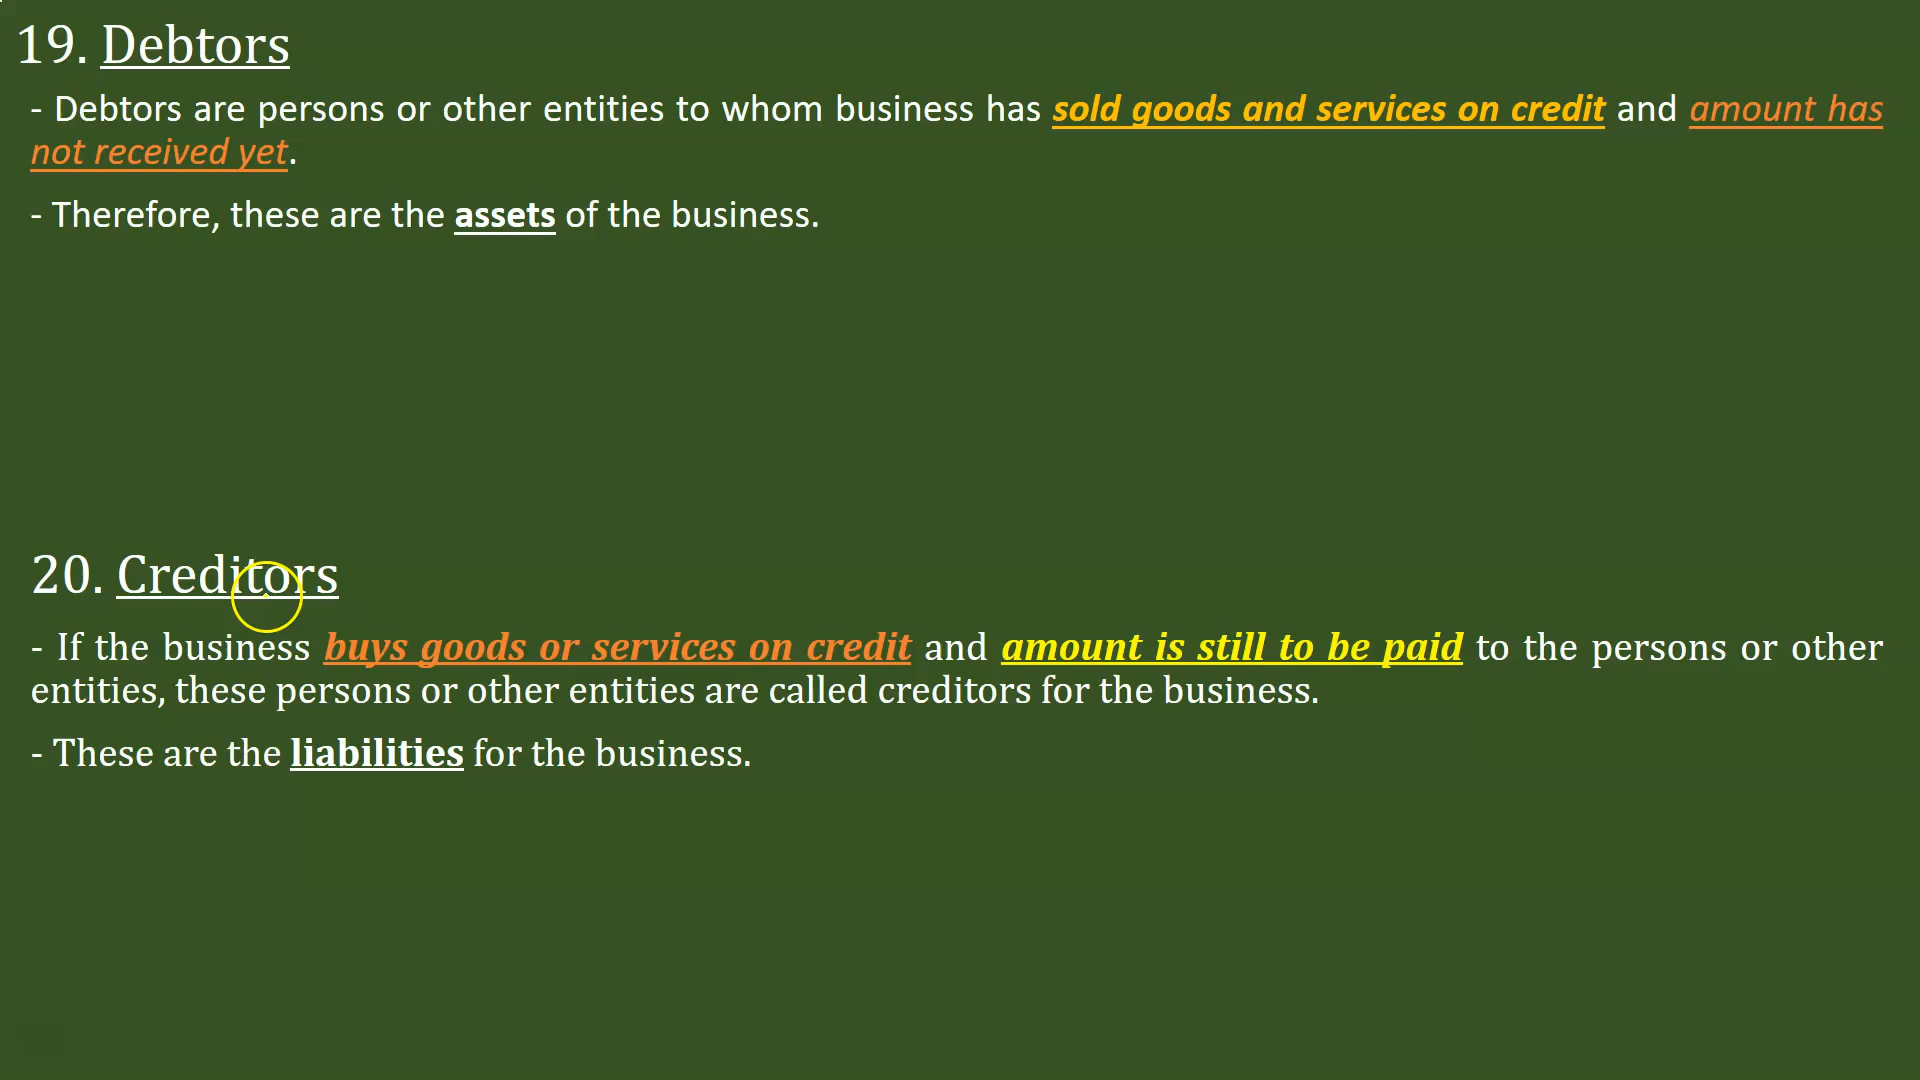 19. Debtors
- Debtors are persons or other entities to whom business has sold goods and services on credit and amount has
not received yet.
- Therefore, these are the assets of the business.
20. Creditors
- If the business buys goods or services on credit and amount is still to be paid to the persons or other
entities, these persons or other entities are called creditors for the business.
- These are the liabilities for the business.